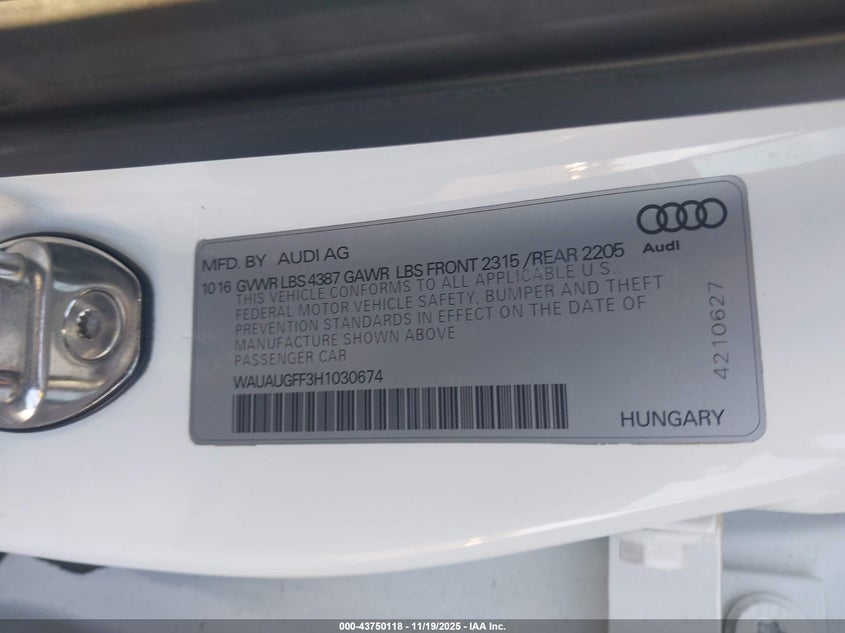 Audi
MFD. BY AUDI AG
10 16 GVWR LBS 4387 GAWR LBS FRONT 2315 /REAR 2205
THIS VEHICLE CONFORMS TO ALL APPLICABLE U.S.
FEDERAL MOTOR VEHICLE SAFETY, BUMPER AND THEFT
PREVENTION STANDARDS IN EFFECT ON THE DATE OF
MANUFACTURE SHOWN ABOVE
PASSENGER CAR
WAUAUGFF3H1030674
HUNGARY
4210627
000-43750118 - 11/19/2025 - IAA Inc.